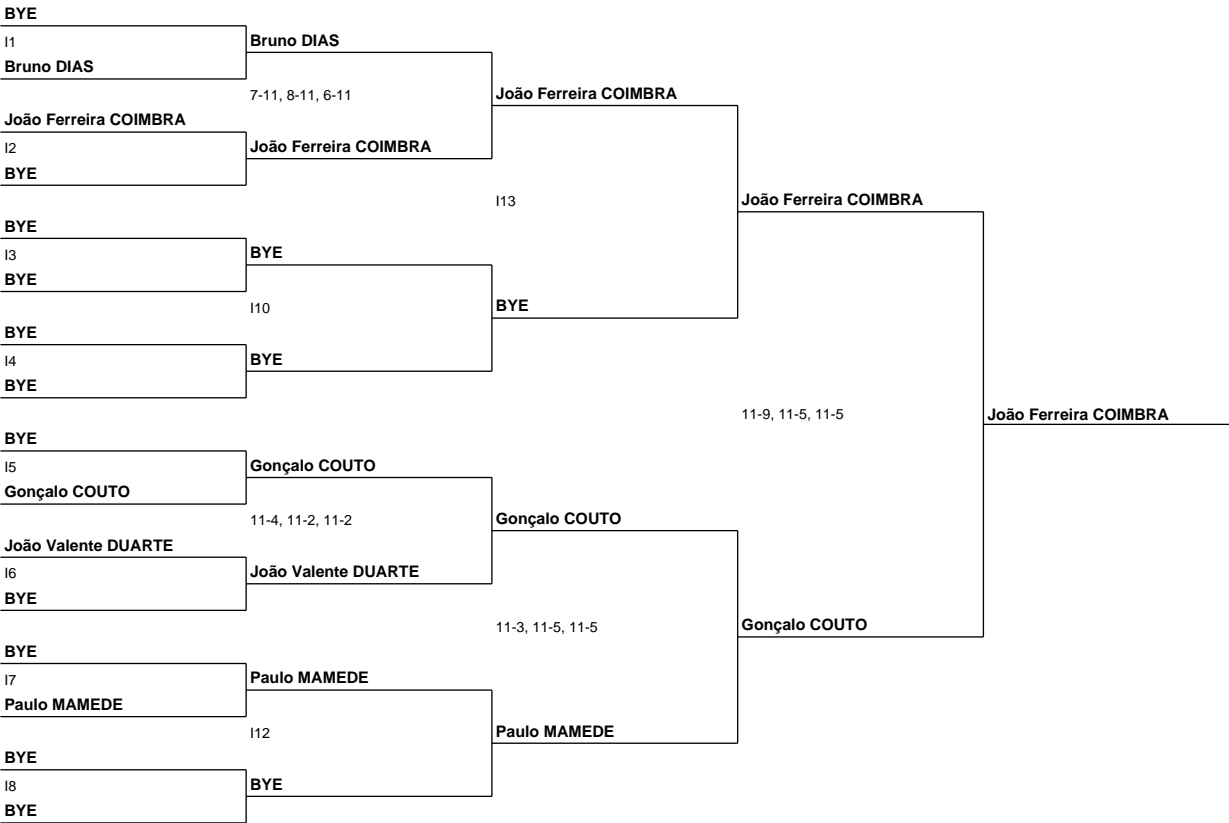 BYE
I1
Bruno DIAS
João Ferreira COIMBRA
I2
BYE
BYE
I3
BYE
BYE
I4
BYE
BYE
I5
Gonçalo COUTO
João Valente DUARTE
I6
BYE
BYE
I7
Paulo MAMEDE
BYE
I8
BYE
Bruno DIAS
7-11, 8-11, 6-11
João Ferreira COIMBRA
BYE
I10
BYE
Gonçalo COUTO
11-4, 11-2, 11-2
João Valente DUARTE
Paulo MAMEDE
I12
BYE
João Ferreira COIMBRA
I13
BYE
Gonçalo COUTO
11-3, 11-5, 11-5
Paulo MAMEDE
João Ferreira COIMBRA
11-9, 11-5, 11-5
Gonçalo COUTO
João Ferreira COIMBRA